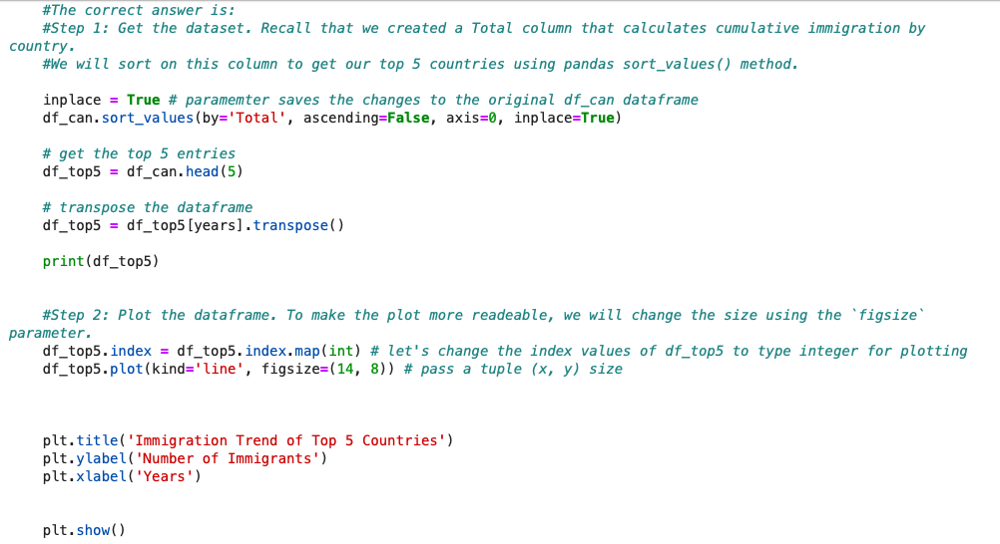 #The correct answer is:
#Step 1: Get the dataset. Recall that we created a Total column that calculates cumulative immigration by
country.
#We will sort on this column to get our top 5 countries using pandas sort_values() method.
inplace = True # paramemter saves the changes to the original df_can dataframe
df_can.sort_values(by='Total', ascending=False, axis=0, inplace=True)
# get the top 5 entries
df_top5 = df_can.head(5)
# transpose the dataframe
df_top5 = df_top5[years].transpose()
print(df_top5)
#Step 2: Plot the dataframe. To make the plot more readeable, we will change the size using the `figsize`
parameter.
df_top5.index = df_top5.index.map(int) # let's change the index values of df_top5 to type integer for plotting
df_top5.plot(kind='line', figsize=(14, 8)) # pass a tuple (x, y) size
plt.title('Immigration Trend of Top 5 Countries')
plt.ylabel('Number of Immigrants')
plt.xlabel('Years')
plt.show()